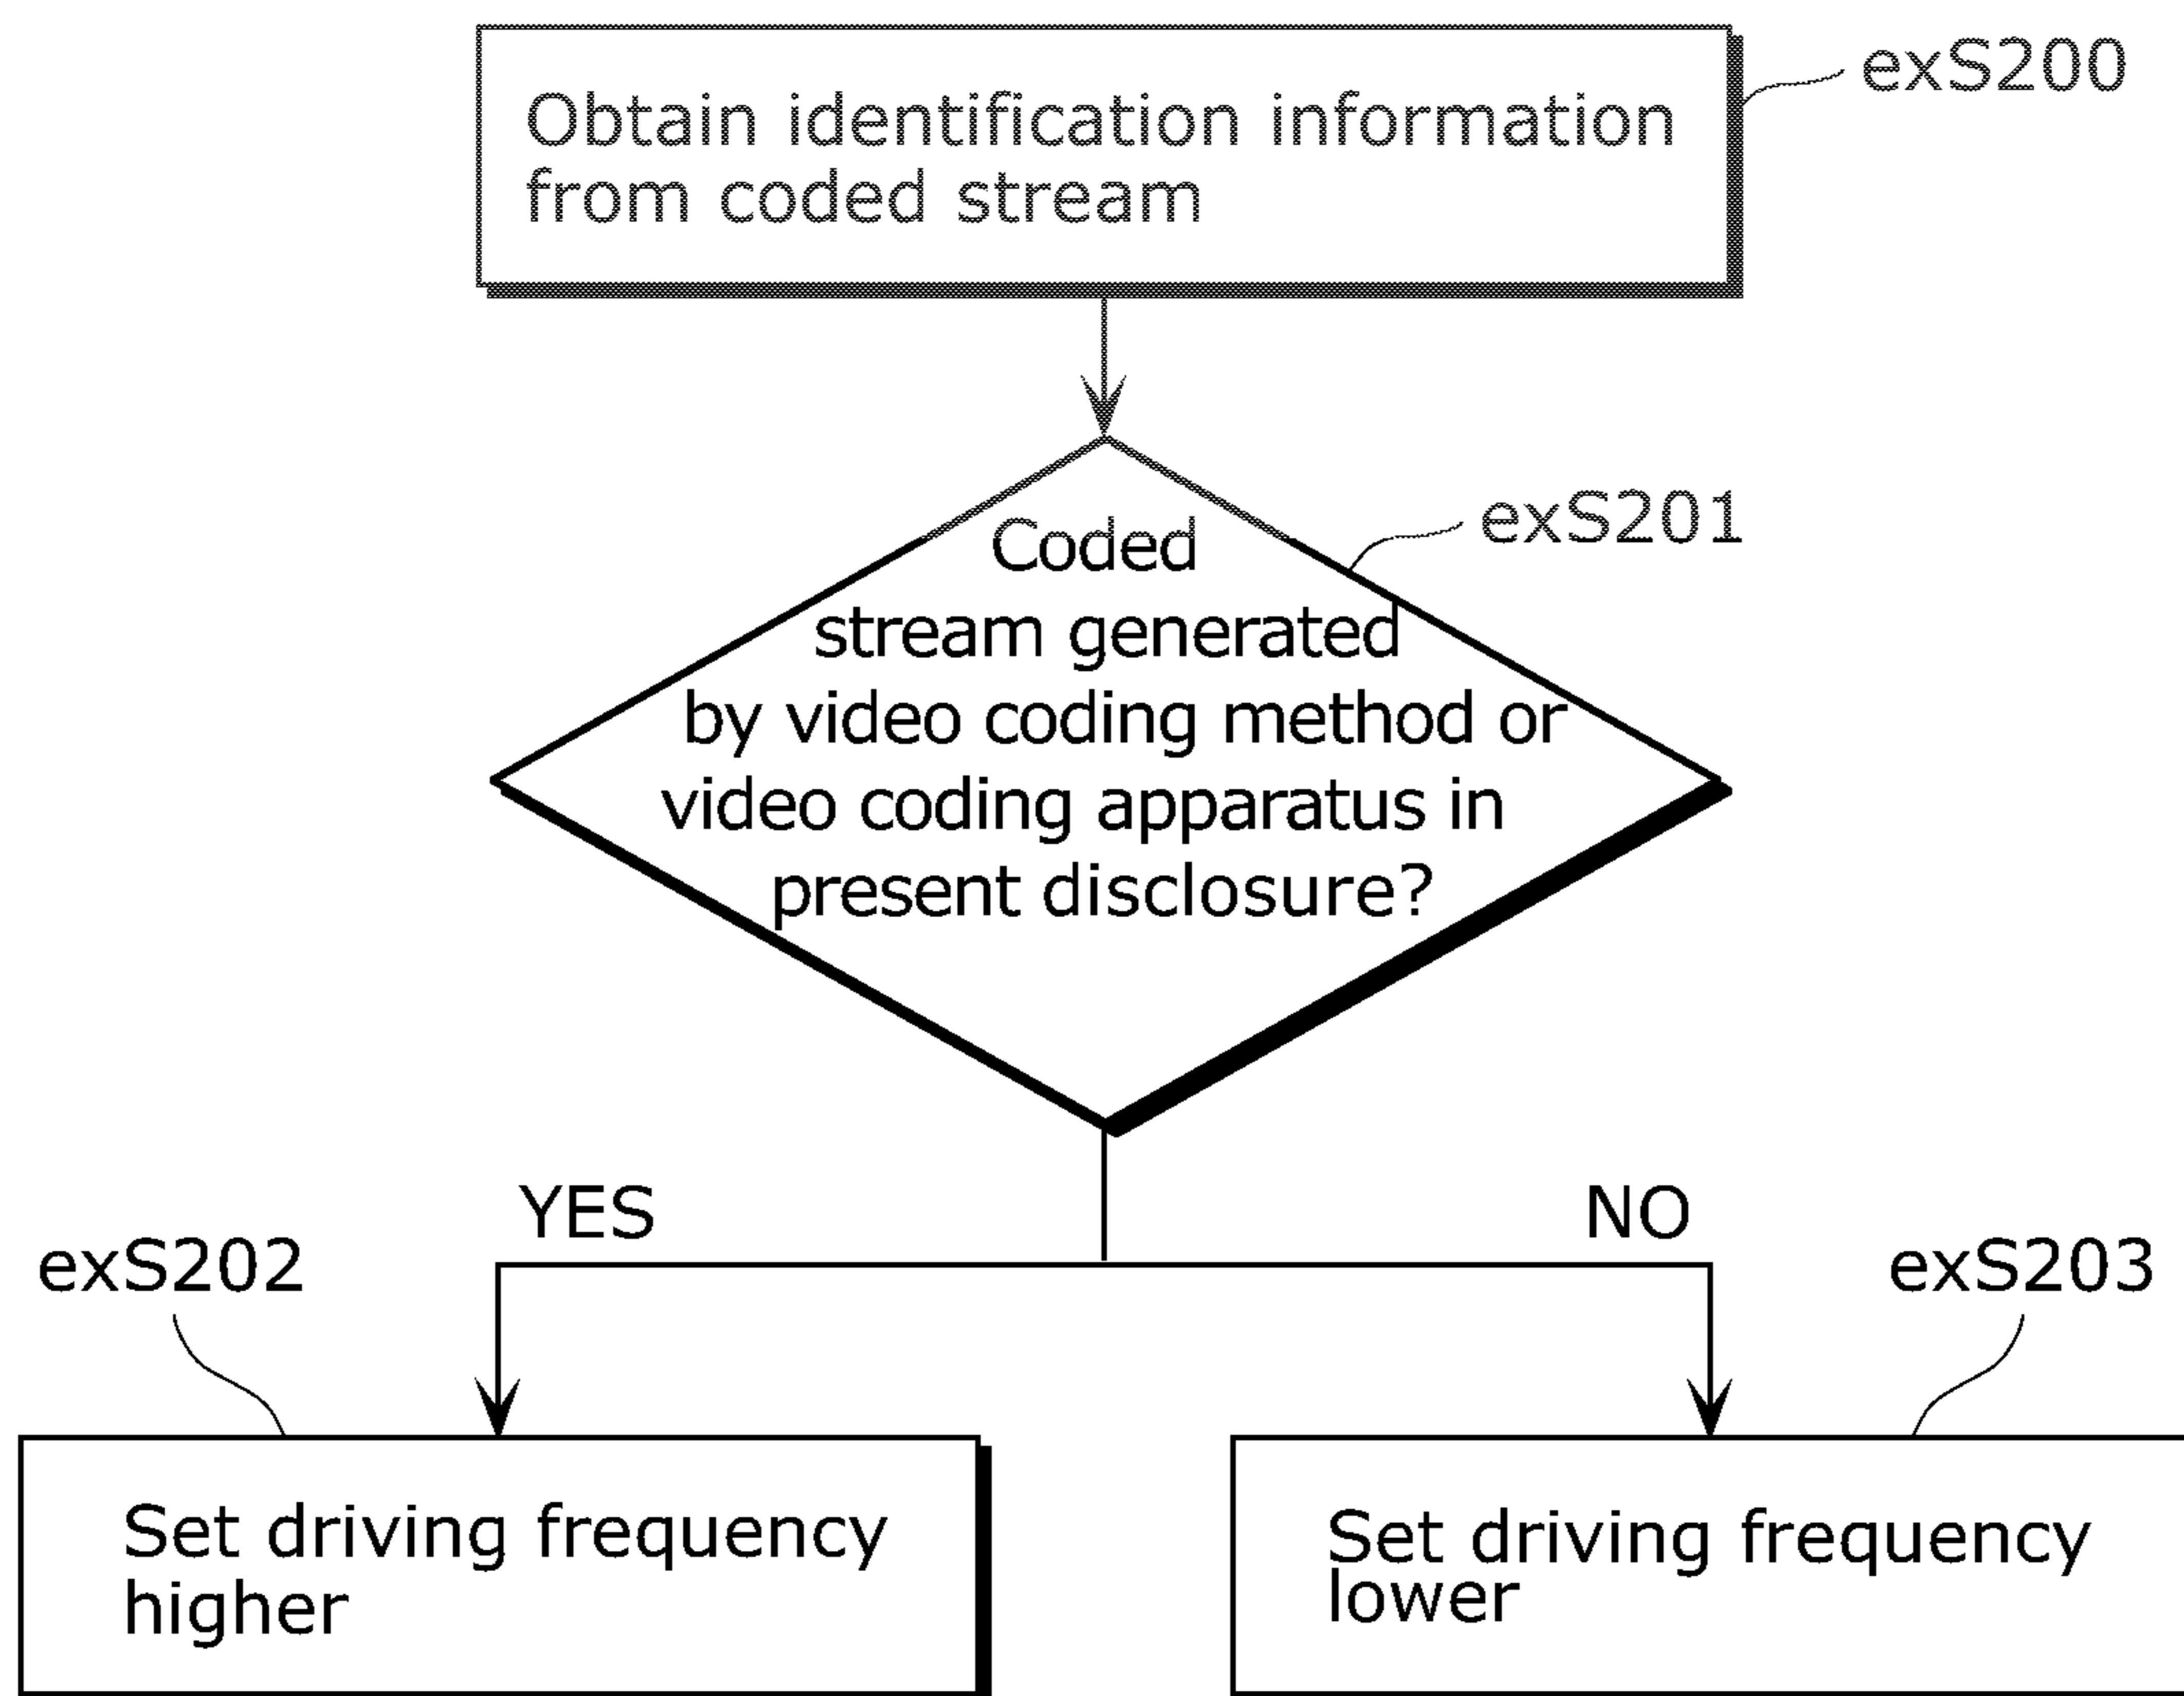 exS200
Obtain identification information
from coded stream
exS201
Coded
stream generated
by video coding method or
video coding apparatus in
present disclosure?
YES
NO
exS202
exS203
Set driving frequency
higher
Set driving frequency
lower